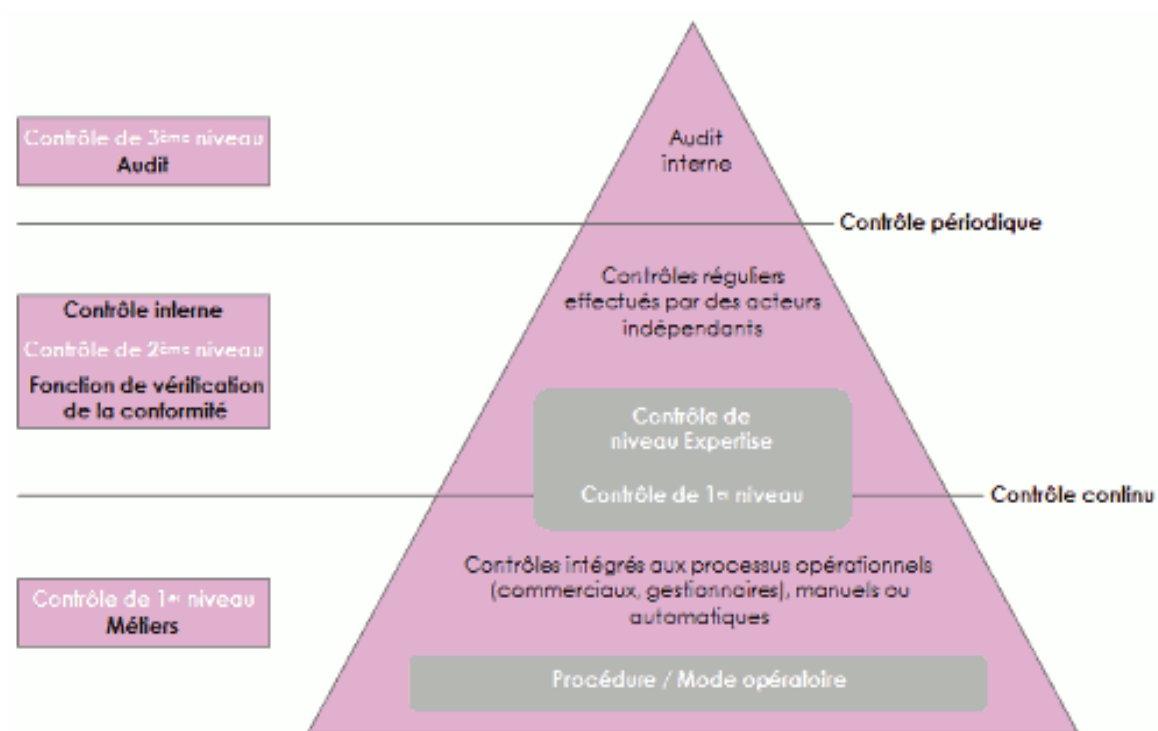 Contrôle de 3ème niveau
Audit
Audit
interne
Contrôle périodique
Contrôle interne
Contrôle de 2ème niveau
Fonction de vérification
de la conformité
Contrôles réguliers
effectués par des acteurs
indépendants
Contrôle de
niveau Expertise
Contrôle de 1er niveau
Contrôle continu
Contrôle de 1er niveau
Métiers
Contrôles intégrés aux processus opérationnels
(commerciaux, gestionnaires), manuels ou
automatiques
Procédure / Mode opératoire